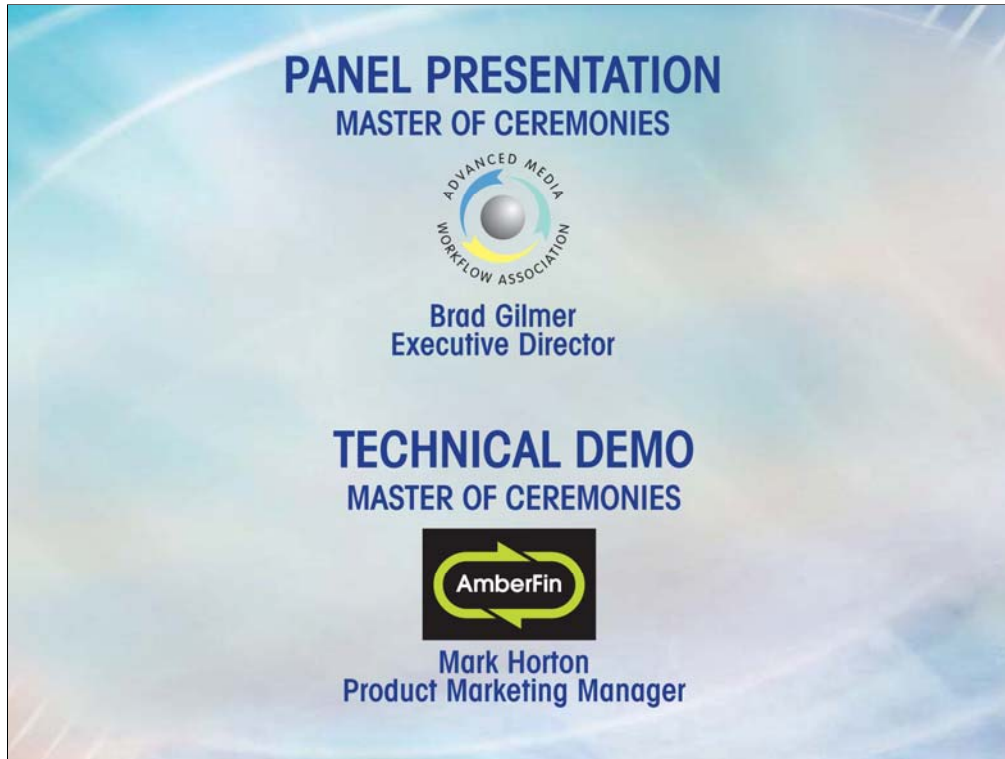 PANEL PRESENTATION
MASTER OF CEREMONIES
ADVANCED MEDIA
WORKFLOW ASSOCIATION
Brad Gilmer
Executive Director
TECHNICAL DEMO
MASTER OF CEREMONIES
AmberFin
Mark Horton
Product Marketing Manager